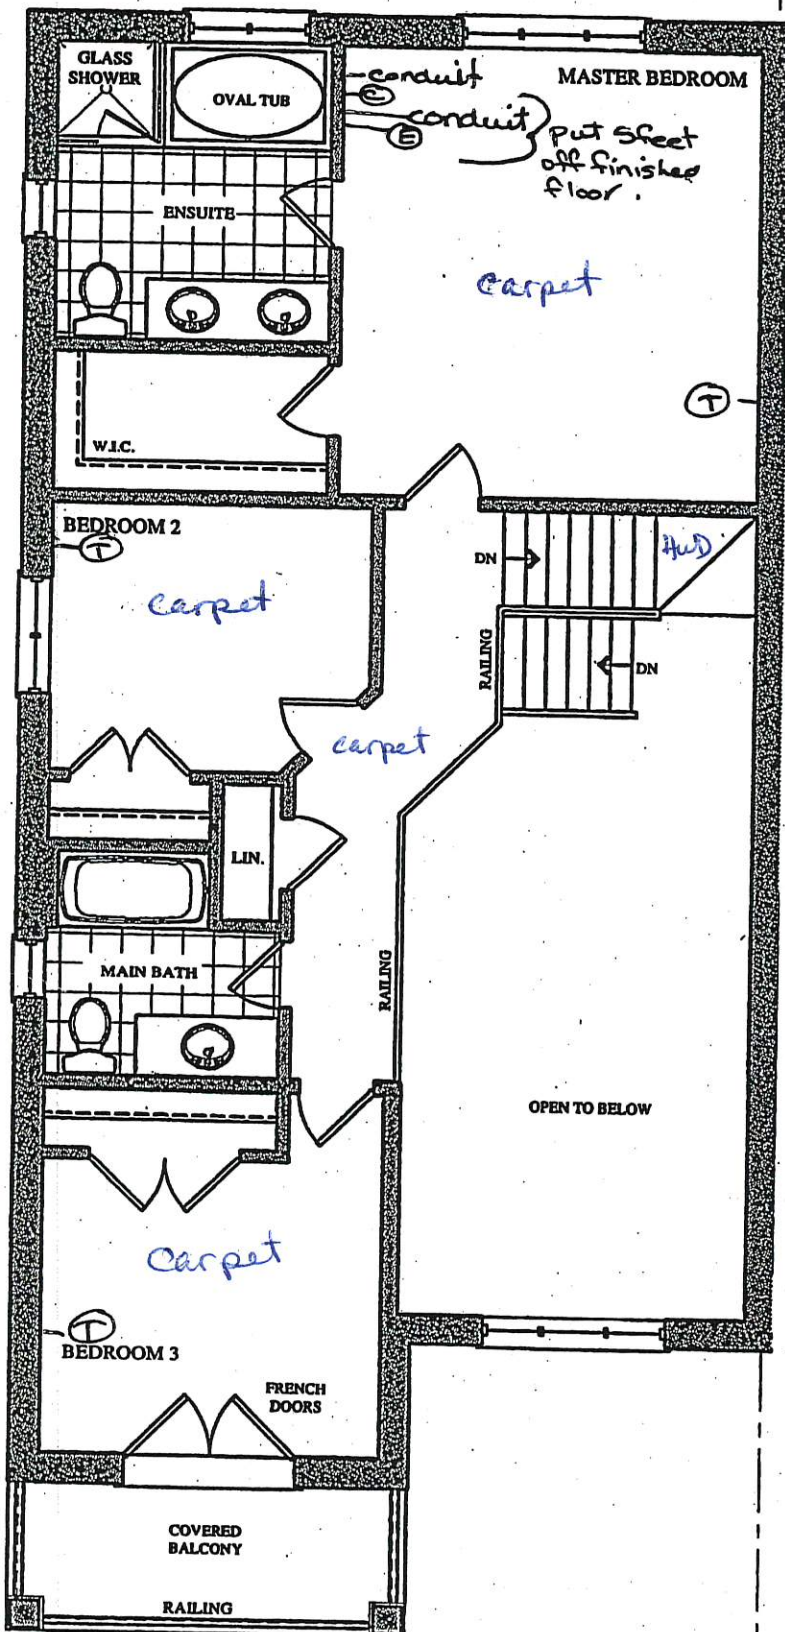 GLASS
SHOWER
OVAL TUB
conduit
C
conduit
E
put 5feet
off finished
floor.
MASTER BEDROOM
ENSUITE
carpet
T
W.I.C.
BEDROOM 2
T
carpet
DN
HWD
RAILING
DN
carpet
LIN.
MAIN BATH
RAILING
OPEN TO BELOW
carpet
T
BEDROOM 3
FRENCH
DOORS
COVERED
BALCONY
RAILING